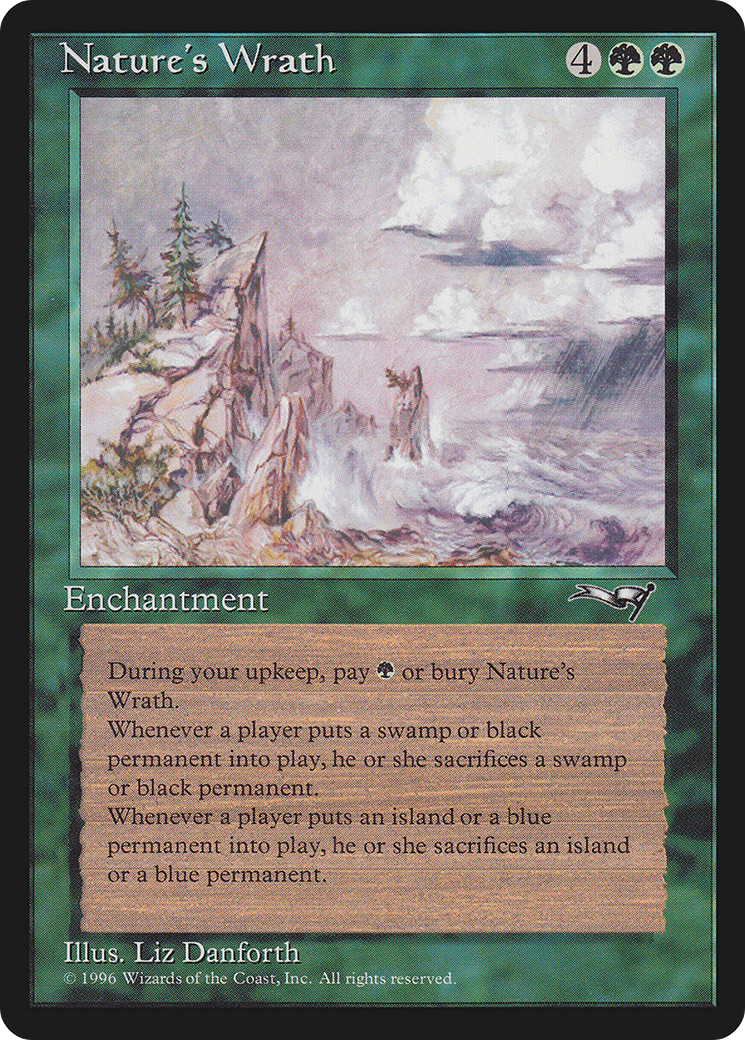 Nature's Wrath 4
During your upkeep, pay or bury Nature's
Wrath.
Whenever a player puts a swamp or black
permanent into play, he or she sacrifices a swamp
or black permanent.
Whenever a player puts an island or a blue
permanent into play, he or she sacrifices an island
or a blue permanent.
Enchantment
Illus. Liz Danforth
© 1996 Wizards of the Coast, Inc. All rights reserved.